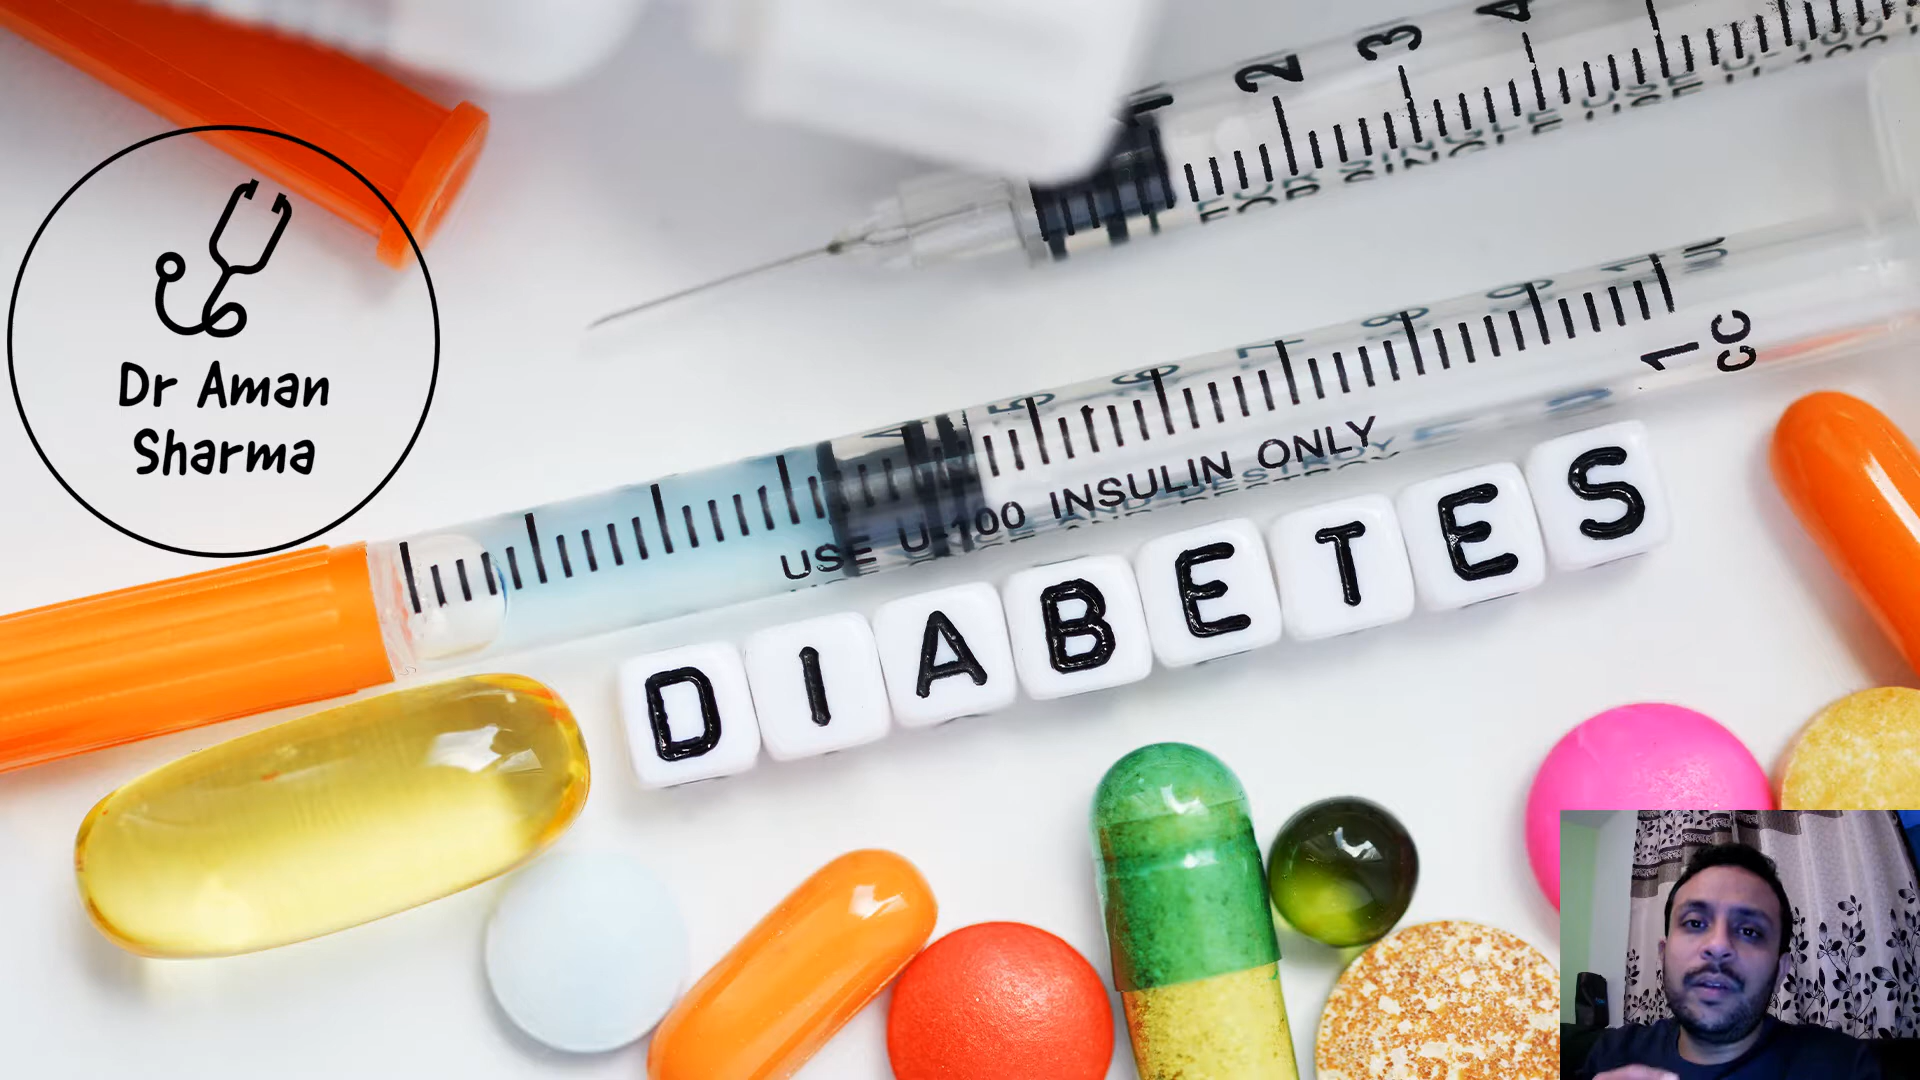 Dr Aman
Sharma
1 2 3 4
5 6 7 8 9
1
cc
USE U-100 INSULIN ONLY
DIABETES